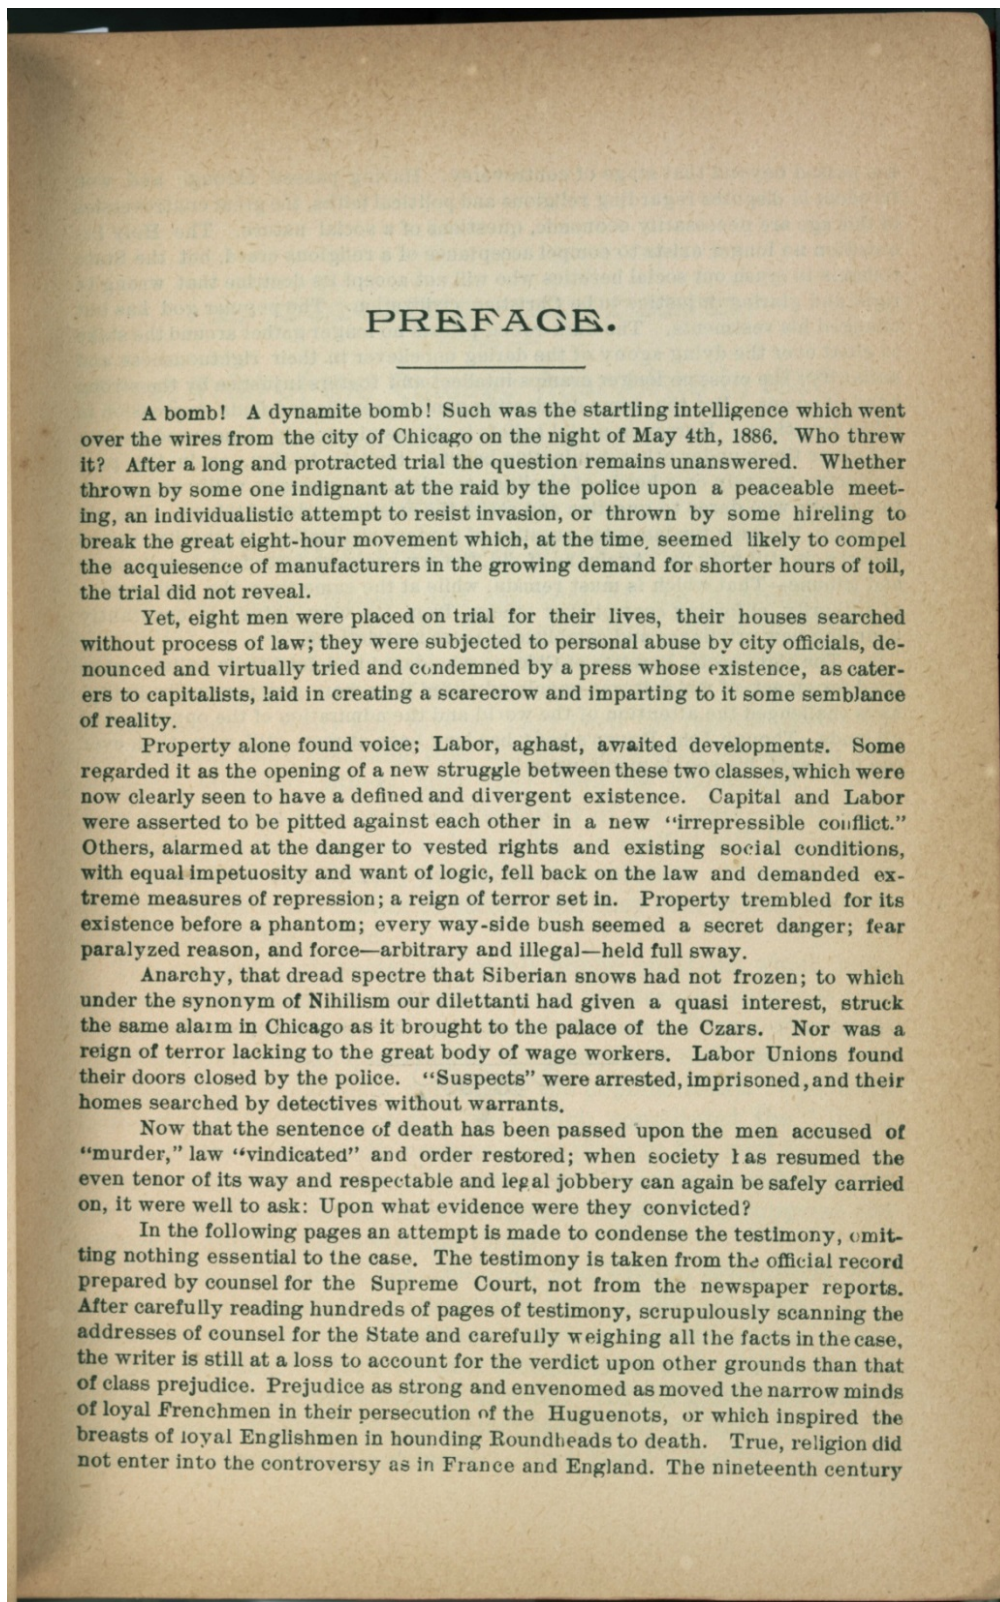 PREFACE.
A bomb! A dynamite bomb! Such was the startling intelligence which went
over the wires from the city of Chicago on the night of May 4th, 1886. Who threw
it? After a long and protracted trial the question remains unanswered. Whether
thrown by some one indignant at the raid by the police upon a peaceable meet-
ing, an individualistic attempt to resist invasion, or thrown by some hireling to
break the great eight-hour movement which, at the time, seemed likely to compel
the acquiesence of manufacturers in the growing demand for shorter hours of toil,
the trial did not reveal.
Yet, eight men were placed on trial for their lives, their houses searched
without process of law; they were subjected to personal abuse by city officials, de-
nounced and virtually tried and condemned by a press whose existence, as cater-
ers to capitalists, laid in creating a scarecrow and imparting to it some semblance
of reality.
Property alone found voice; Labor, aghast, awaited developments. Some
regarded it as the opening of a new struggle between these two classes, which were
now clearly seen to have a defined and divergent existence. Capital and Labor
were asserted to be pitted against each other in a new "irrepressible conflict."
Others, alarmed at the danger to vested rights and existing social conditions,
with equal impetuosity and want of logic, fell back on the law and demanded ex-
treme measures of repression; a reign of terror set in. Property trembled for its
existence before a phantom; every way-side bush seemed a secret danger; fear
paralyzed reason, and force—arbitrary and illegal—held full sway.
Anarchy, that dread spectre that Siberian snows had not frozen; to which
under the synonym of Nihilism our dilettanti had given a quasi interest, struck
the same alarm in Chicago as it brought to the palace of the Czars. Nor was a
reign of terror lacking to the great body of wage workers. Labor Unions found
their doors closed by the police. "Suspects" were arrested, imprisoned, and their
homes searched by detectives without warrants.
Now that the sentence of death has been passed upon the men accused of
"murder," law "vindicated" and order restored; when society has resumed the
even tenor of its way and respectable and legal jobbery can again be safely carried
on, it were well to ask: Upon what evidence were they convicted?
In the following pages an attempt is made to condense the testimony, omit-
ting nothing essential to the case. The testimony is taken from the official record
prepared by counsel for the Supreme Court, not from the newspaper reports.
After carefully reading hundreds of pages of testimony, scrupulously scanning the
addresses of counsel for the State and carefully weighing all the facts in the case,
the writer is still at a loss to account for the verdict upon other grounds than that
of class prejudice. Prejudice as strong and envenomed as moved the narrow minds
of loyal Frenchmen in their persecution of the Huguenots, or which inspired the
breasts of loyal Englishmen in hounding Roundheads to death. True, religion did
not enter into the controversy as in France and England. The nineteenth century